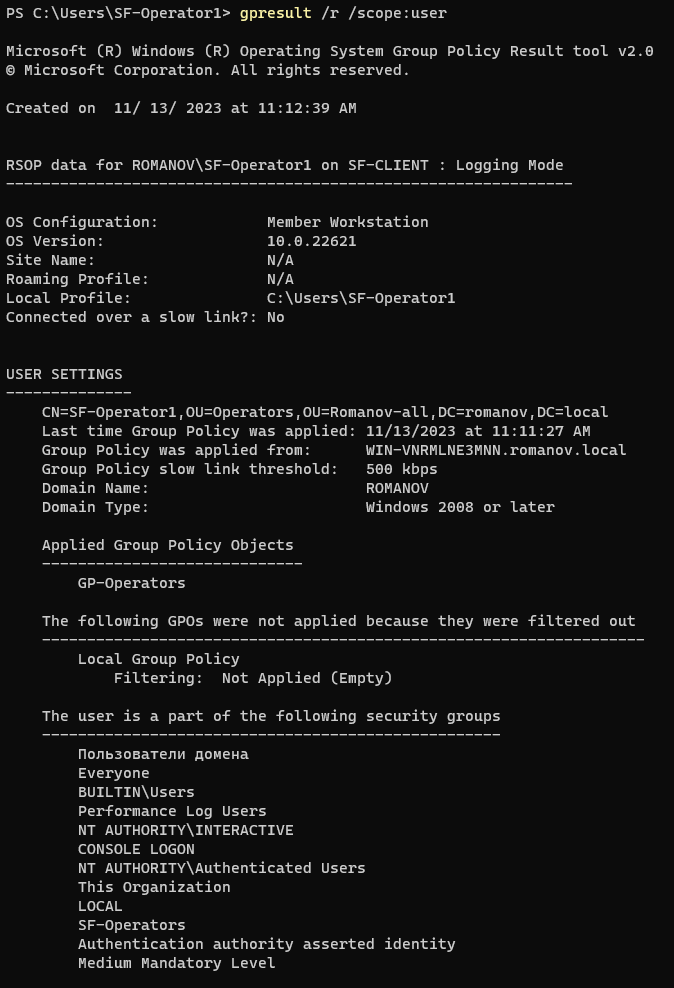 PS C:\Users\SF-Operator1> gpresult /r /scope:user
Microsoft (R) Windows (R) Operating System Group Policy Result tool v2.0
© Microsoft Corporation. All rights reserved.
Created on  11/ 13/ 2023 at 11:12:39 AM
RSOP data for ROMANOV\SF-Operator1 on SF-CLIENT : Logging Mode
---------------------------------------------------------------
OS Configuration:            Member Workstation
OS Version:                  10.0.22621
Site Name:                   N/A
Roaming Profile:             N/A
Local Profile:               C:\Users\SF-Operator1
Connected over a slow link?: No
USER SETTINGS
--------------
    CN=SF-Operator1,OU=Operators,OU=Romanov-all,DC=romanov,DC=local
    Last time Group Policy was applied: 11/13/2023 at 11:11:27 AM
    Group Policy was applied from:      WIN-VNRMLNE3MNN.romanov.local
    Group Policy slow link threshold:   500 kbps
    Domain Name:                        ROMANOV
    Domain Type:                        Windows 2008 or later
    Applied Group Policy Objects
    -----------------------------
        GP-Operators
    The following GPOs were not applied because they were filtered out
    -------------------------------------------------------------------
        Local Group Policy
            Filtering:  Not Applied (Empty)
    The user is a part of the following security groups
    ---------------------------------------------------
        Пользователи домена
        Everyone
        BUILTIN\Users
        Performance Log Users
        NT AUTHORITY\INTERACTIVE
        CONSOLE LOGON
        NT AUTHORITY\Authenticated Users
        This Organization
        LOCAL
        SF-Operators
        Authentication authority asserted identity
        Medium Mandatory Level